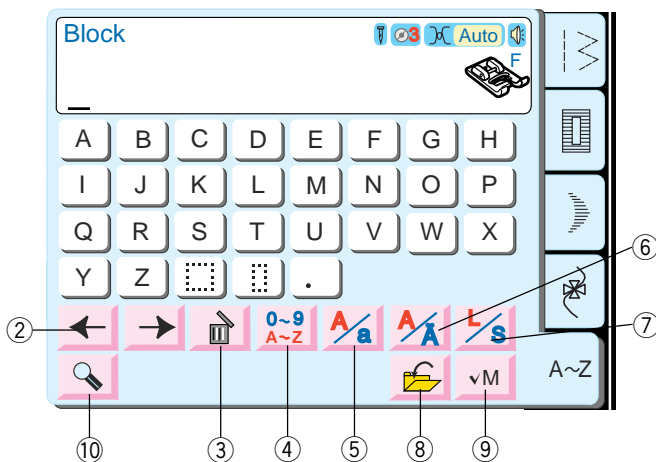 Block 3 Auto
F
A B C D E F G H
I J K L M N O P
Q R S T U V W X
Y Z .
⑥
② 0~9 A/a A/Ä L/S ⑦
A~Z
√M A~Z
⑩ ③ ④ ⑤ ⑧ ⑨